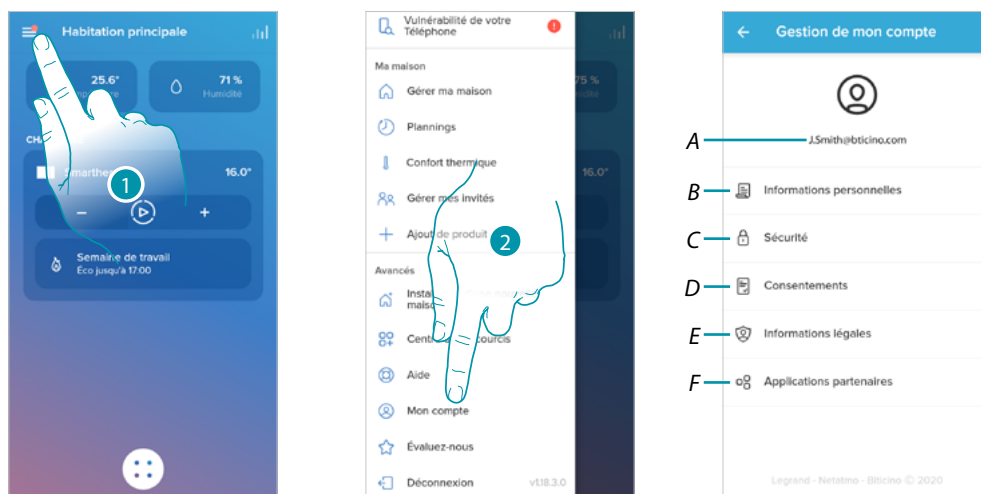 Habitation principale
25.6°
71 %
Humidité
16.0°
1
−
+
Semaine de travail
Éco jusqu'à 17:00
Vulnérabilité de votre
Téléphone
!
Ma maison
Gérer ma maison
Plannings
Confort thermique
Gérer mes invités
Ajout de produit
2
Avancés
Aide
Mon compte
Évaluez-nous
Déconnexion
v1.18.3.0
75 %
16.0°
Gestion de mon compte
A
J.Smith@bticino.com
B
Informations personnelles
C
Sécurité
D
Consentements
E
Informations légales
F
Applications partenaires
Legrand - Netatmo - Bticino © 2020